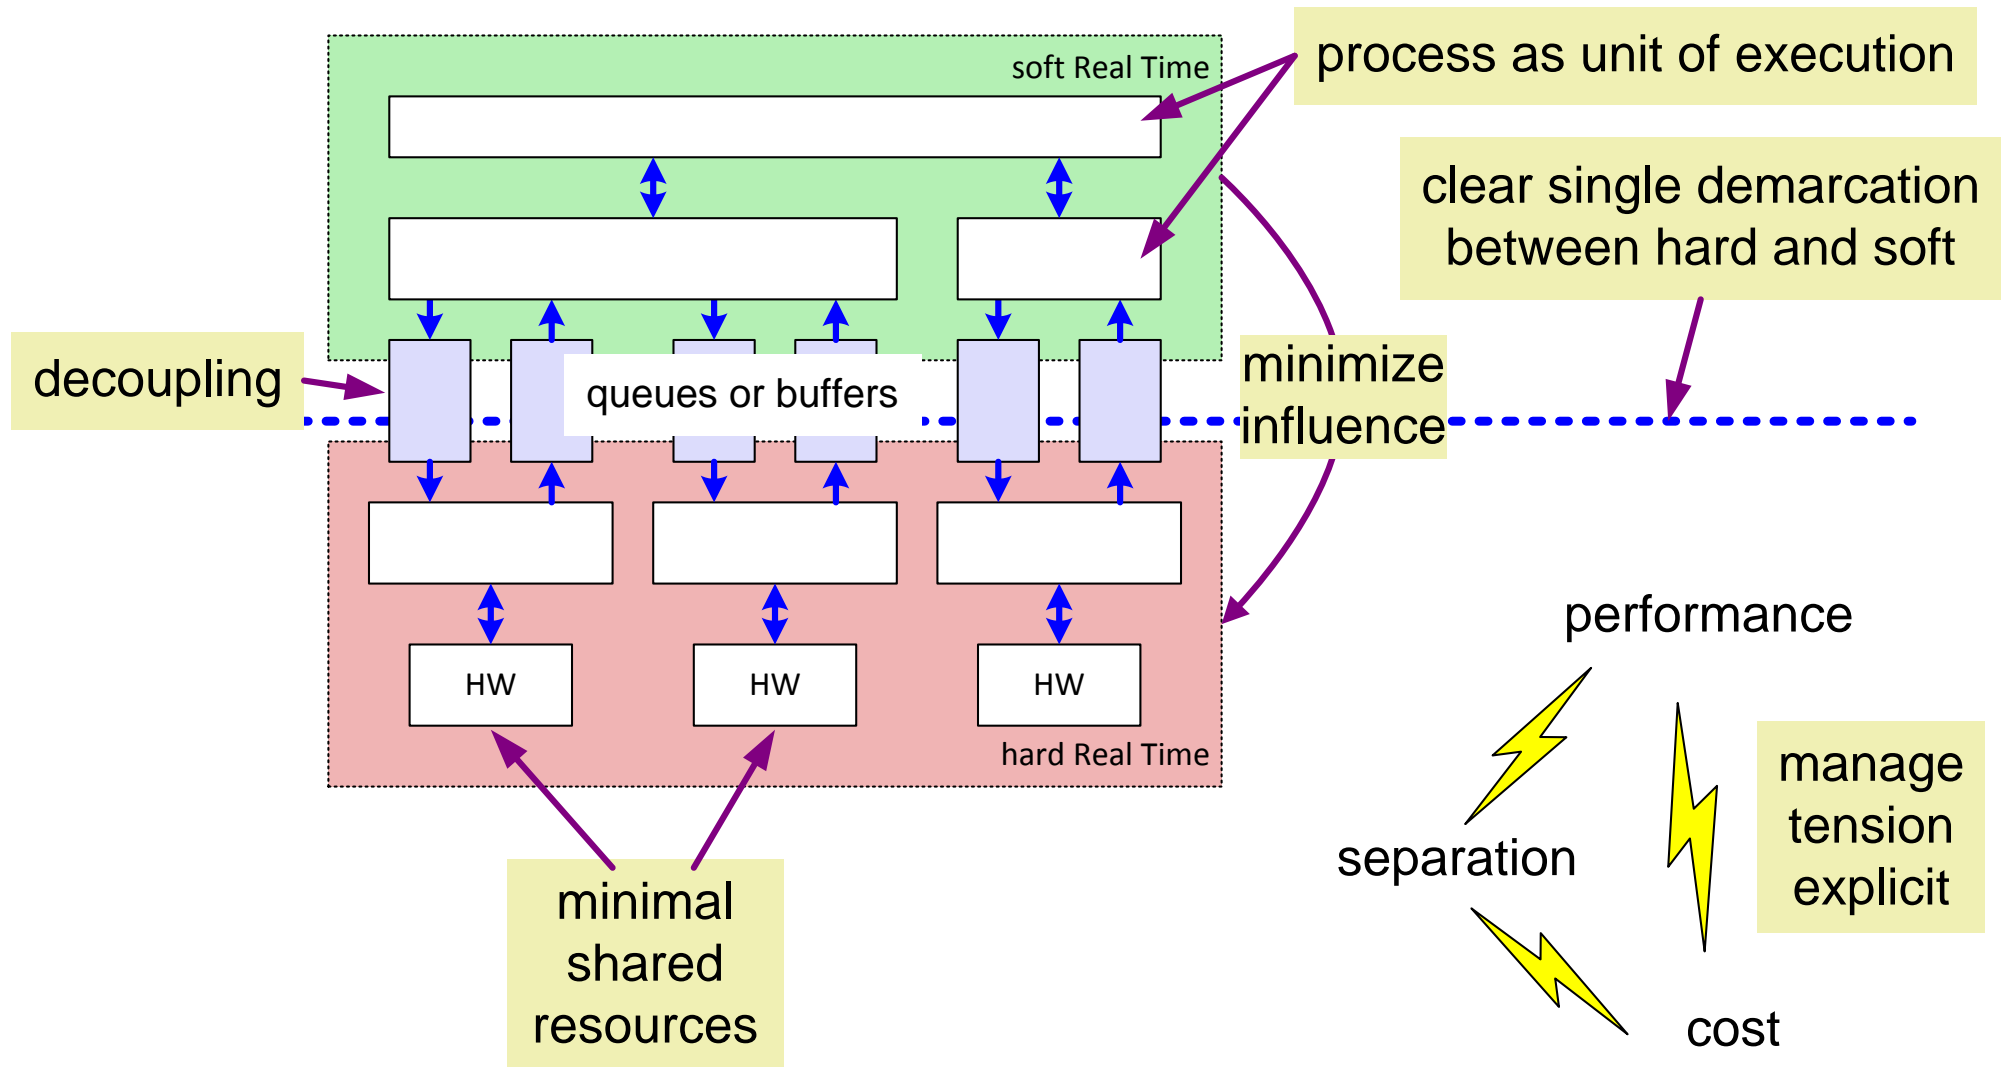 soft Real Time
process as unit of execution
clear single demarcation
between hard and soft
decoupling
queues or buffers
minimize
influence
HW
HW
HW
hard Real Time
minimal
shared
resources
performance
separation
cost
manage
tension
explicit